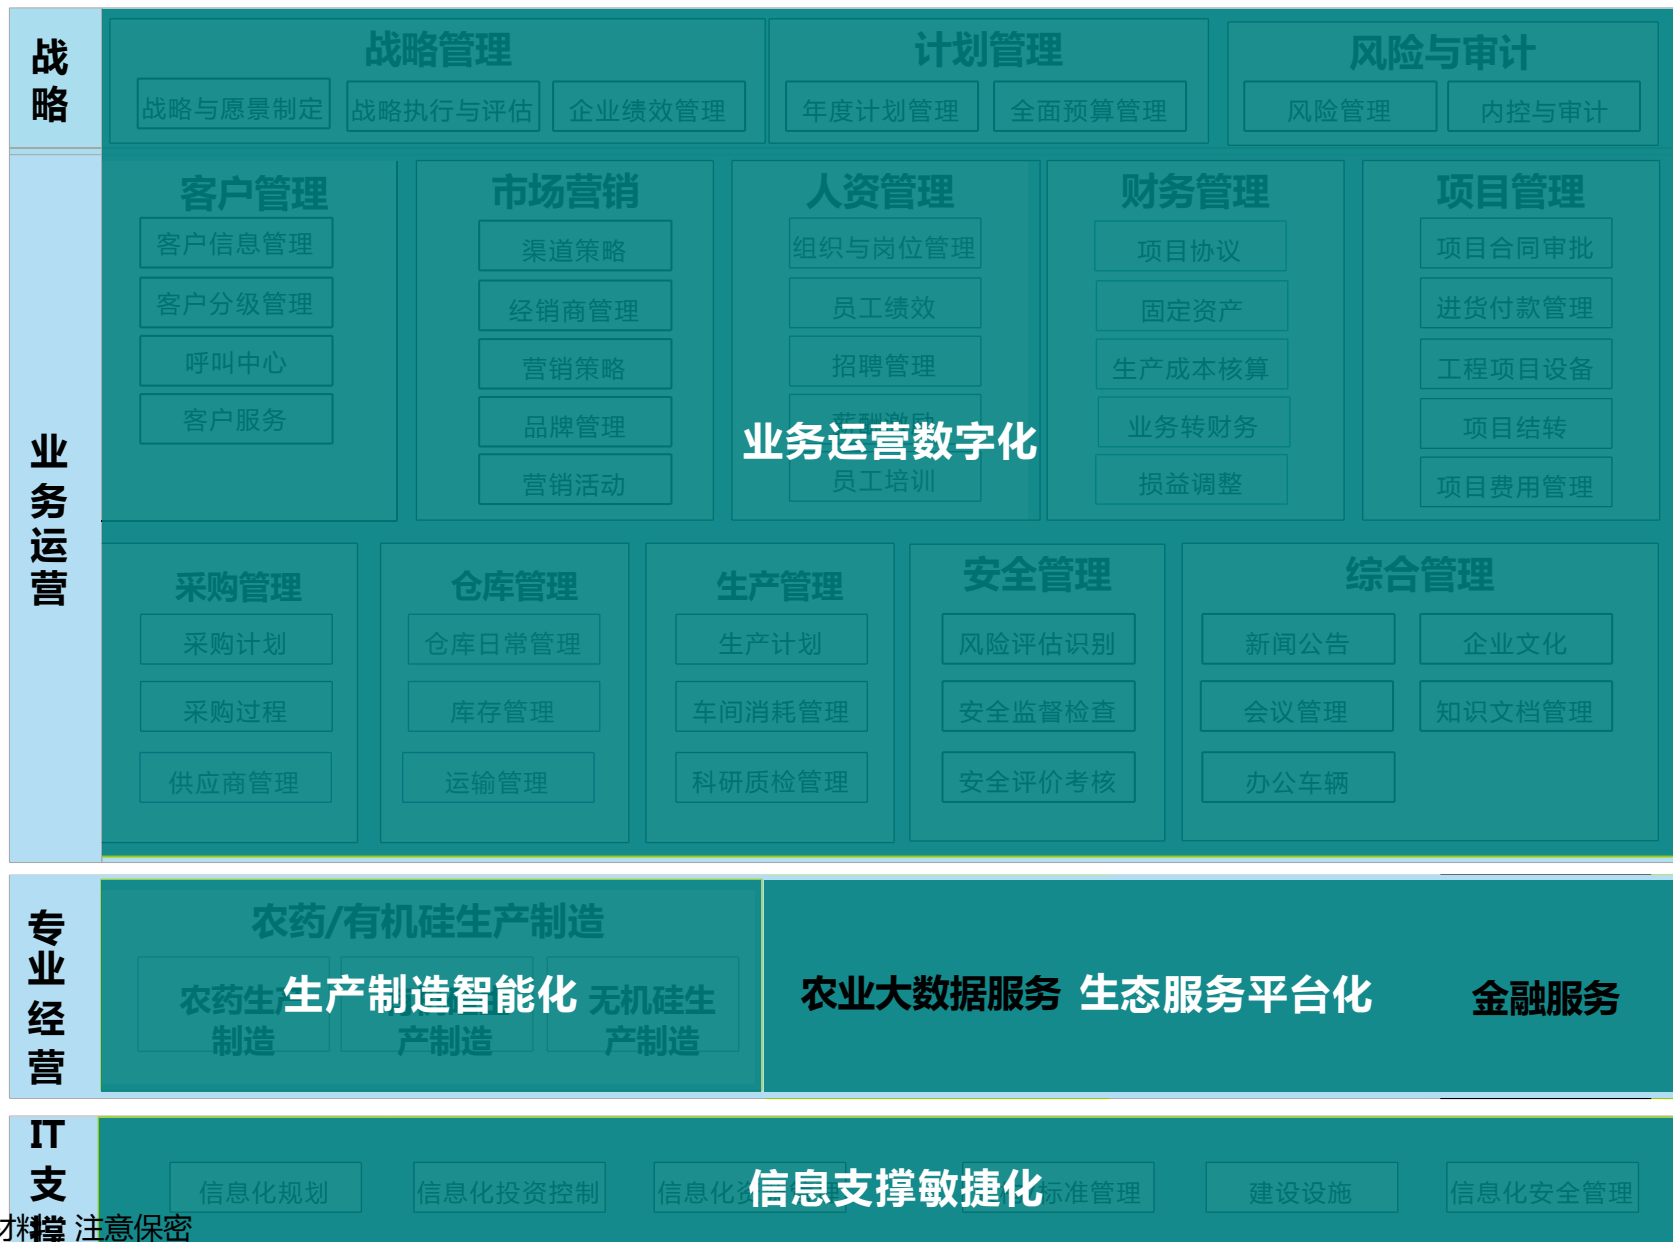 战略
战略管理
计划管理
风险与审计
战略与愿景制定
战略执行与评估
企业绩效管理
年度计划管理
全面预算管理
风险管理
内控与审计
业务运营
客户管理
市场营销
人资管理
财务管理
项目管理
客户信息管理
渠道策略
组织与岗位管理
项目协议
项目合同审批
客户分级管理
经销商管理
员工绩效
固定资产
进货付款管理
呼叫中心
营销策略
招聘管理
生产成本核算
工程项目设备
客户服务
品牌管理
薪酬激励
业务转财务
项目结转
业务运营数字化
营销活动
员工培训
损益调整
项目费用管理
采购管理
仓库管理
生产管理
安全管理
综合管理
采购计划
仓库日常管理
生产计划
风险评估识别
新闻公告
企业文化
采购过程
库存管理
车间消耗管理
安全监督检查
会议管理
知识文档管理
供应商管理
运输管理
科研质检管理
安全评价考核
办公车辆
专业经营
农药/有机硅生产制造
农药生产
制造
产制造
无机硅生
产制造
生产制造智能化
农业大数据服务
生态服务平台化
金融服务
IT支撑
信息化规划
信息化投资控制
信息化
信息支撑敏捷化
标准管理
建设设施
信息化安全管理
材料 注意保密